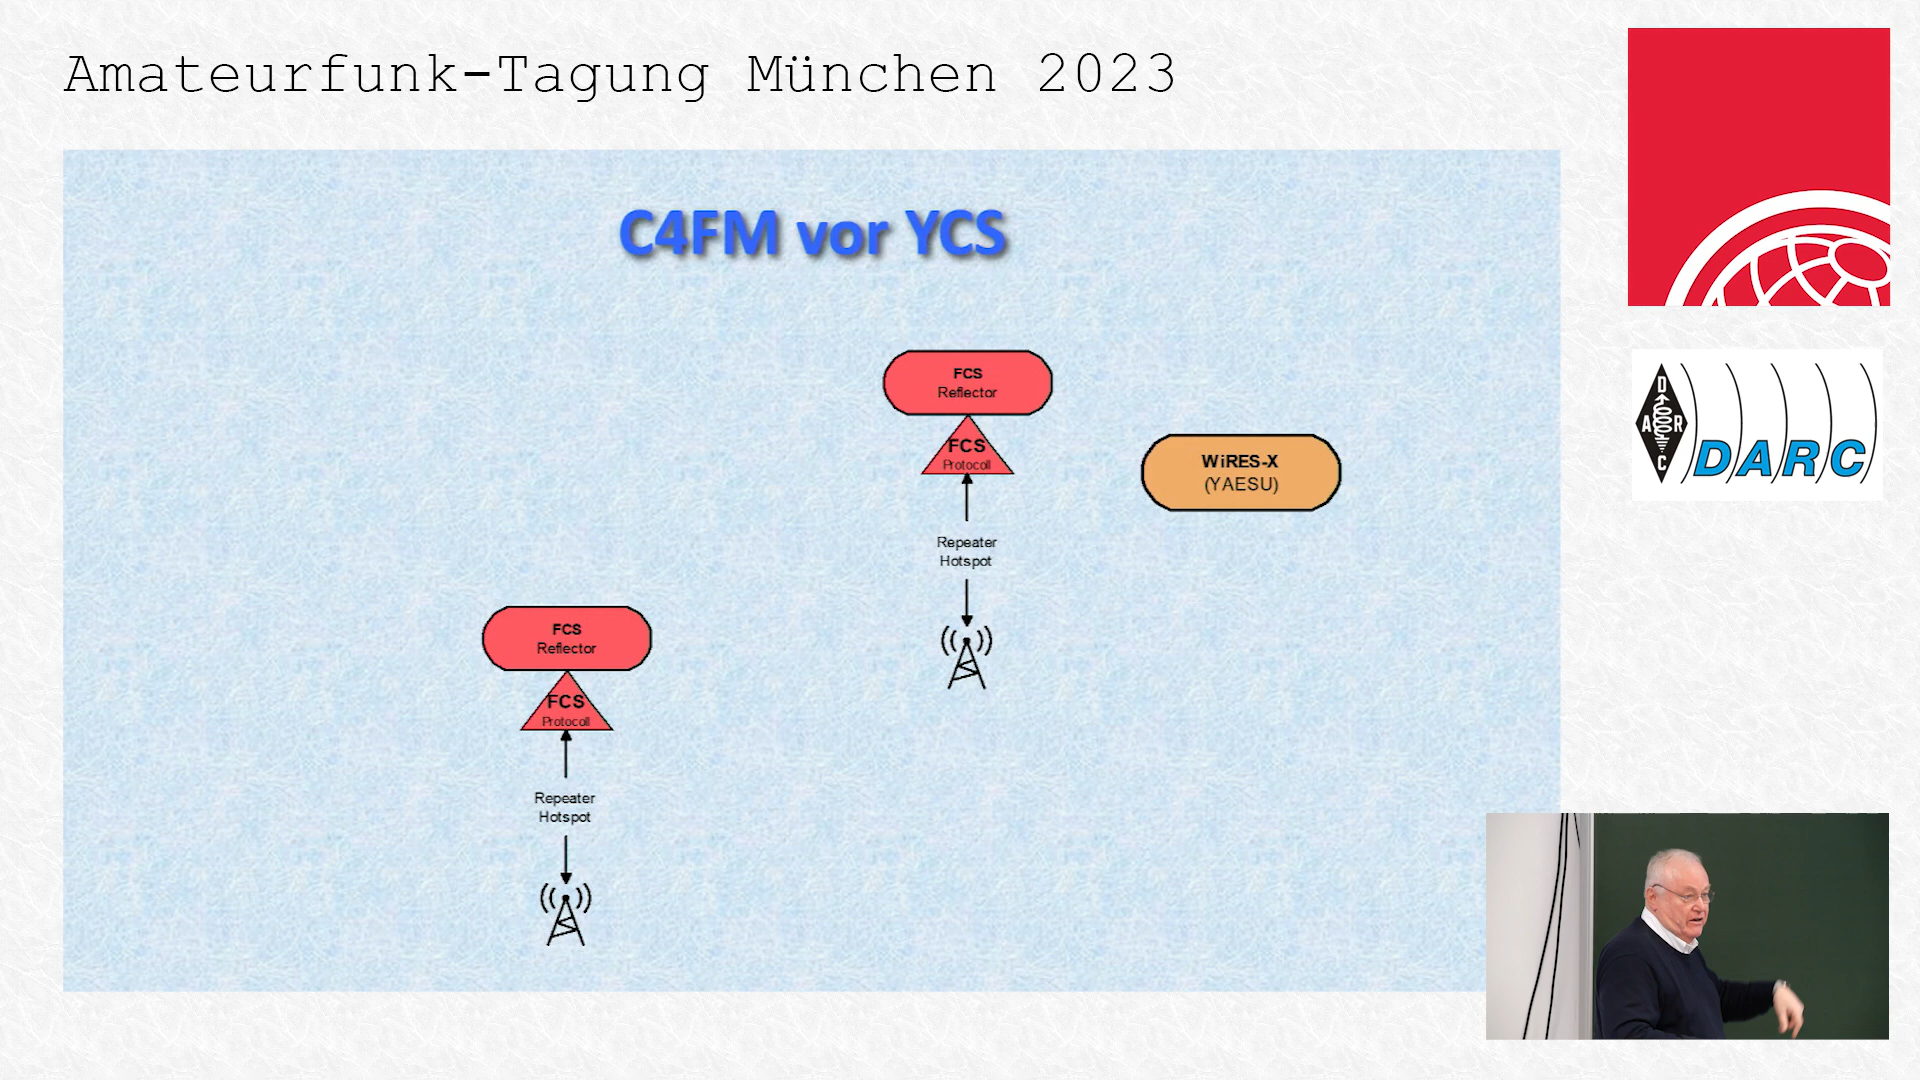 Amateurfunk-Tagung München 2023
C4FM vor YCS
FCS
Reflector
FCS
Protocoll
Repeater
Hotspot
WiRES-X
(YAESU)
FCS
Reflector
FCS
Protocoll
Repeater
Hotspot
D
A R
C
DARC